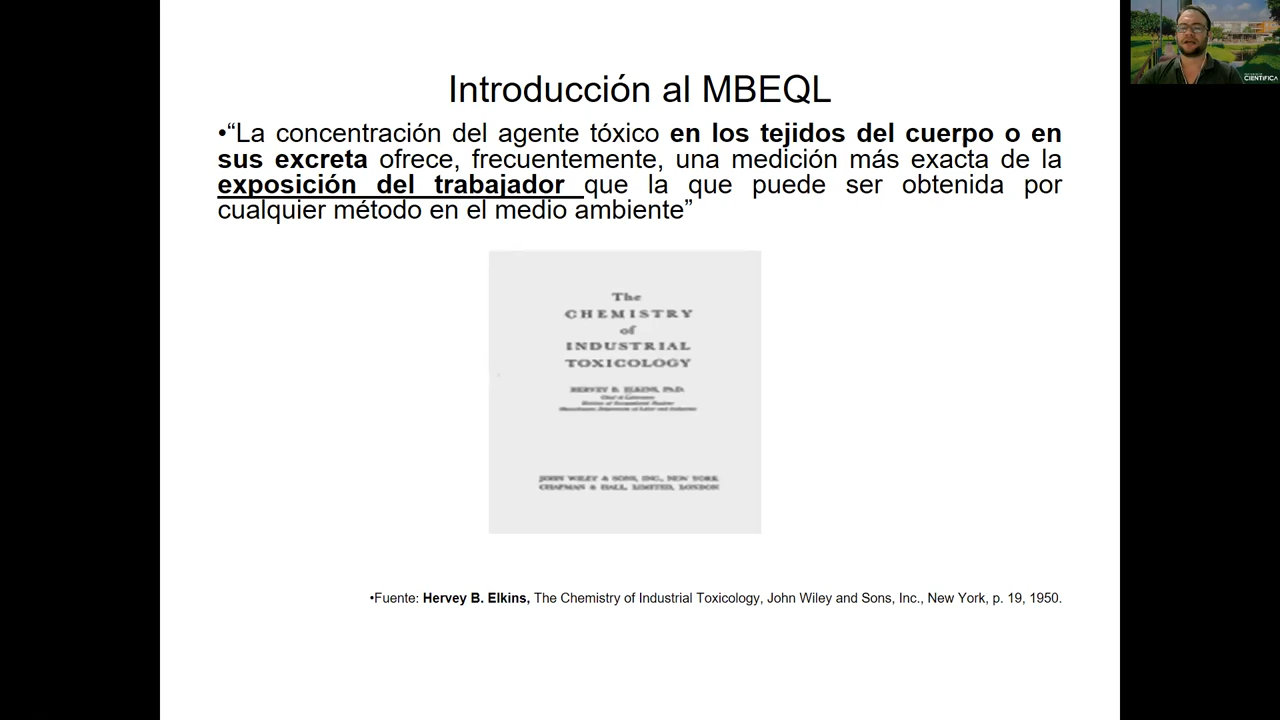 Introducción al MBEQL
•“La concentración del agente tóxico en los tejidos del cuerpo o en
sus excreta ofrece, frecuentemente, una medición más exacta de la
exposición del trabajador que la que puede ser obtenida por
cualquier método en el medio ambiente”
The
CHEMISTRY
of
INDUSTRIAL
TOXICOLOGY
HERVEY B. ELKINS, PH.D.
JOHN WILEY & SONS, INC., NEW YORK
CHAPMAN & HALL, LIMITED, LONDON
•Fuente: Hervey B. Elkins, The Chemistry of Industrial Toxicology, John Wiley and Sons, Inc., New York, p. 19, 1950.
CIENTÍFICA